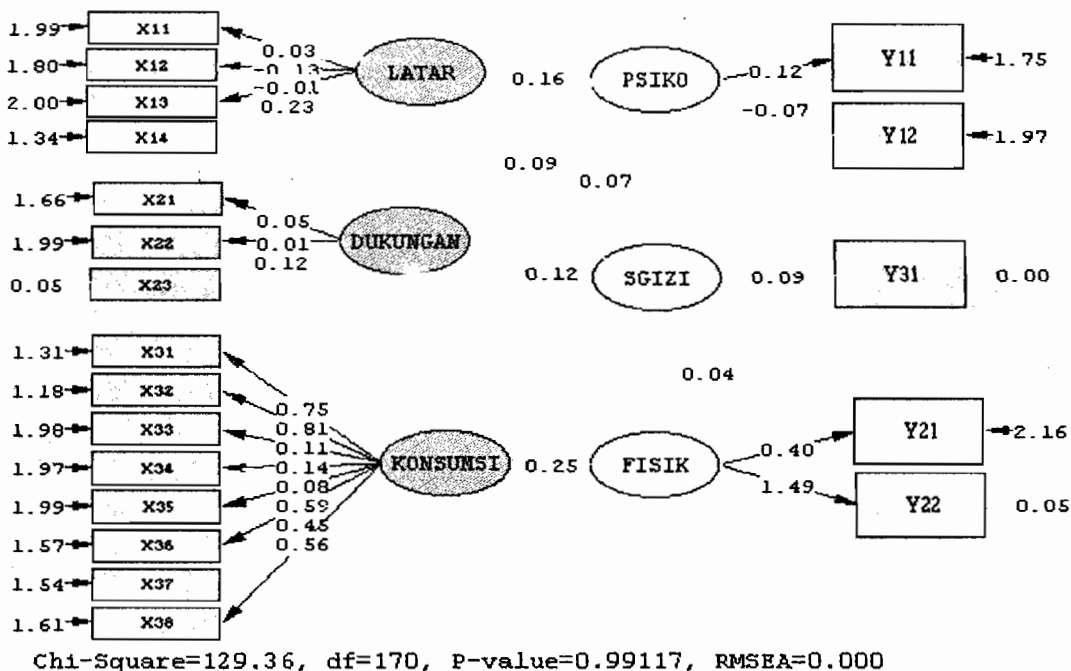 1.99 X11 0.03 LATAR 0.16 PSIKO 0.12 Y11 1.75
1.80 X12 -0.13
2.00 X13 -0.01
0.23
1.34 X14
-0.07 Y12 1.97
0.09
0.07
1.66 X21 0.05
1.99 X22 0.01 DUKUNGAN
0.12
0.05 X23
0.12 SGIZI 0.09 Y31 0.00
0.04
1.31 X31 0.75
1.18 X32 0.81
1.98 X33 0.11
1.97 X34 0.14 KONSUMSI 0.25 FISIK 0.40 Y21 2.16
1.99 X35 0.08 1.49 Y22 0.05
1.57 X36 0.59
0.45
0.56
1.54 X37
1.61 X38
Chi-Square=129.36, df=170, P-value=0.99117, RMSEA=0.000